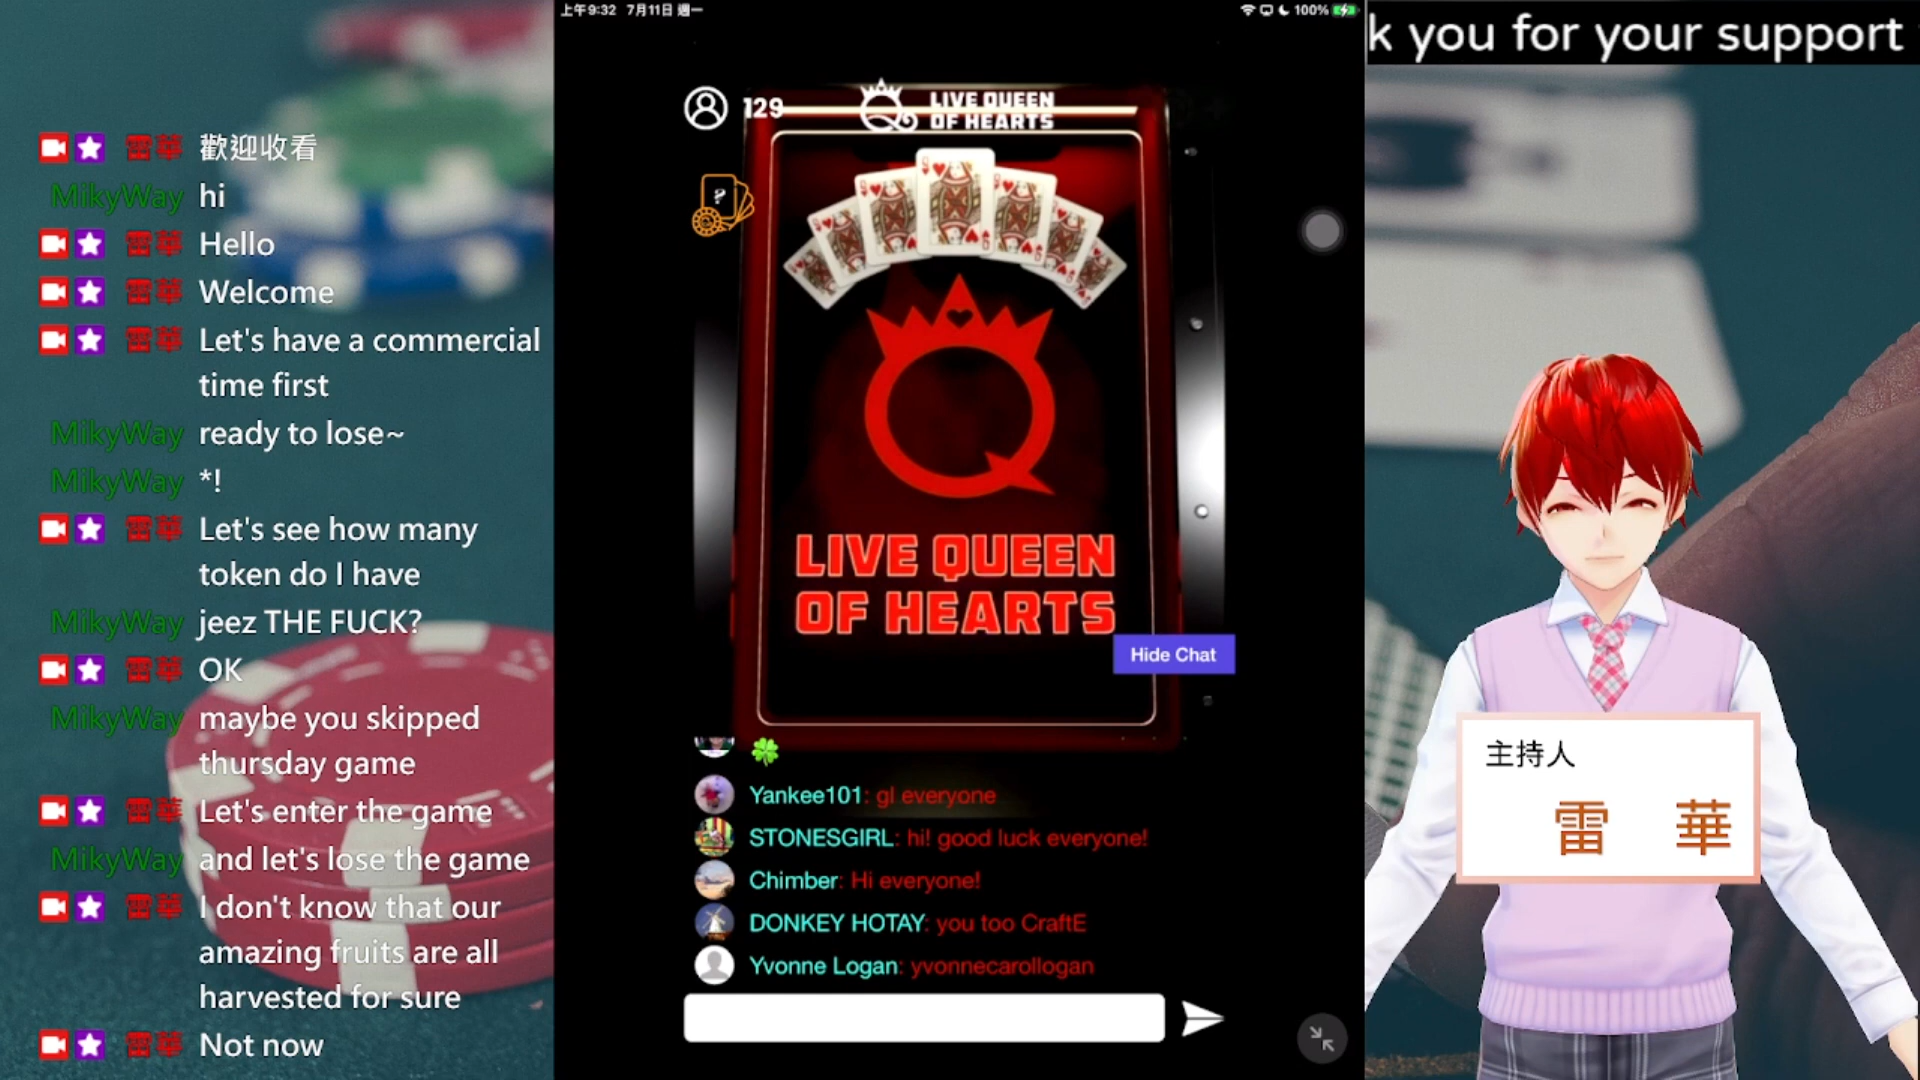 雷華 歡迎收看
MikyWay hi
雷華 Hello
雷華 Welcome
雷華 Let's have a commercial
time first
MikyWay ready to lose~
MikyWay *!
雷華 Let's see how many
token do I have
MikyWay jeez THE FUCK?
雷華 OK
MikyWay maybe you skipped
thursday game
雷華 Let's enter the game
MikyWay and let's lose the game
雷華 I don't know that our
amazing fruits are all
harvested for sure
雷華 Not now
上午9:32 7月11日 週一
100%
129
LIVE QUEEN
OF HEARTS
?
LIVE QUEEN
OF HEARTS
Hide Chat
Yankee101: gl everyone
STONESGIRL: hi! good luck everyone!
Chimber: Hi everyone!
DONKEY HOTAY: you too CraftE
Yvonne Logan: yvonnecarollogan
k you for your support
主持人
雷 華